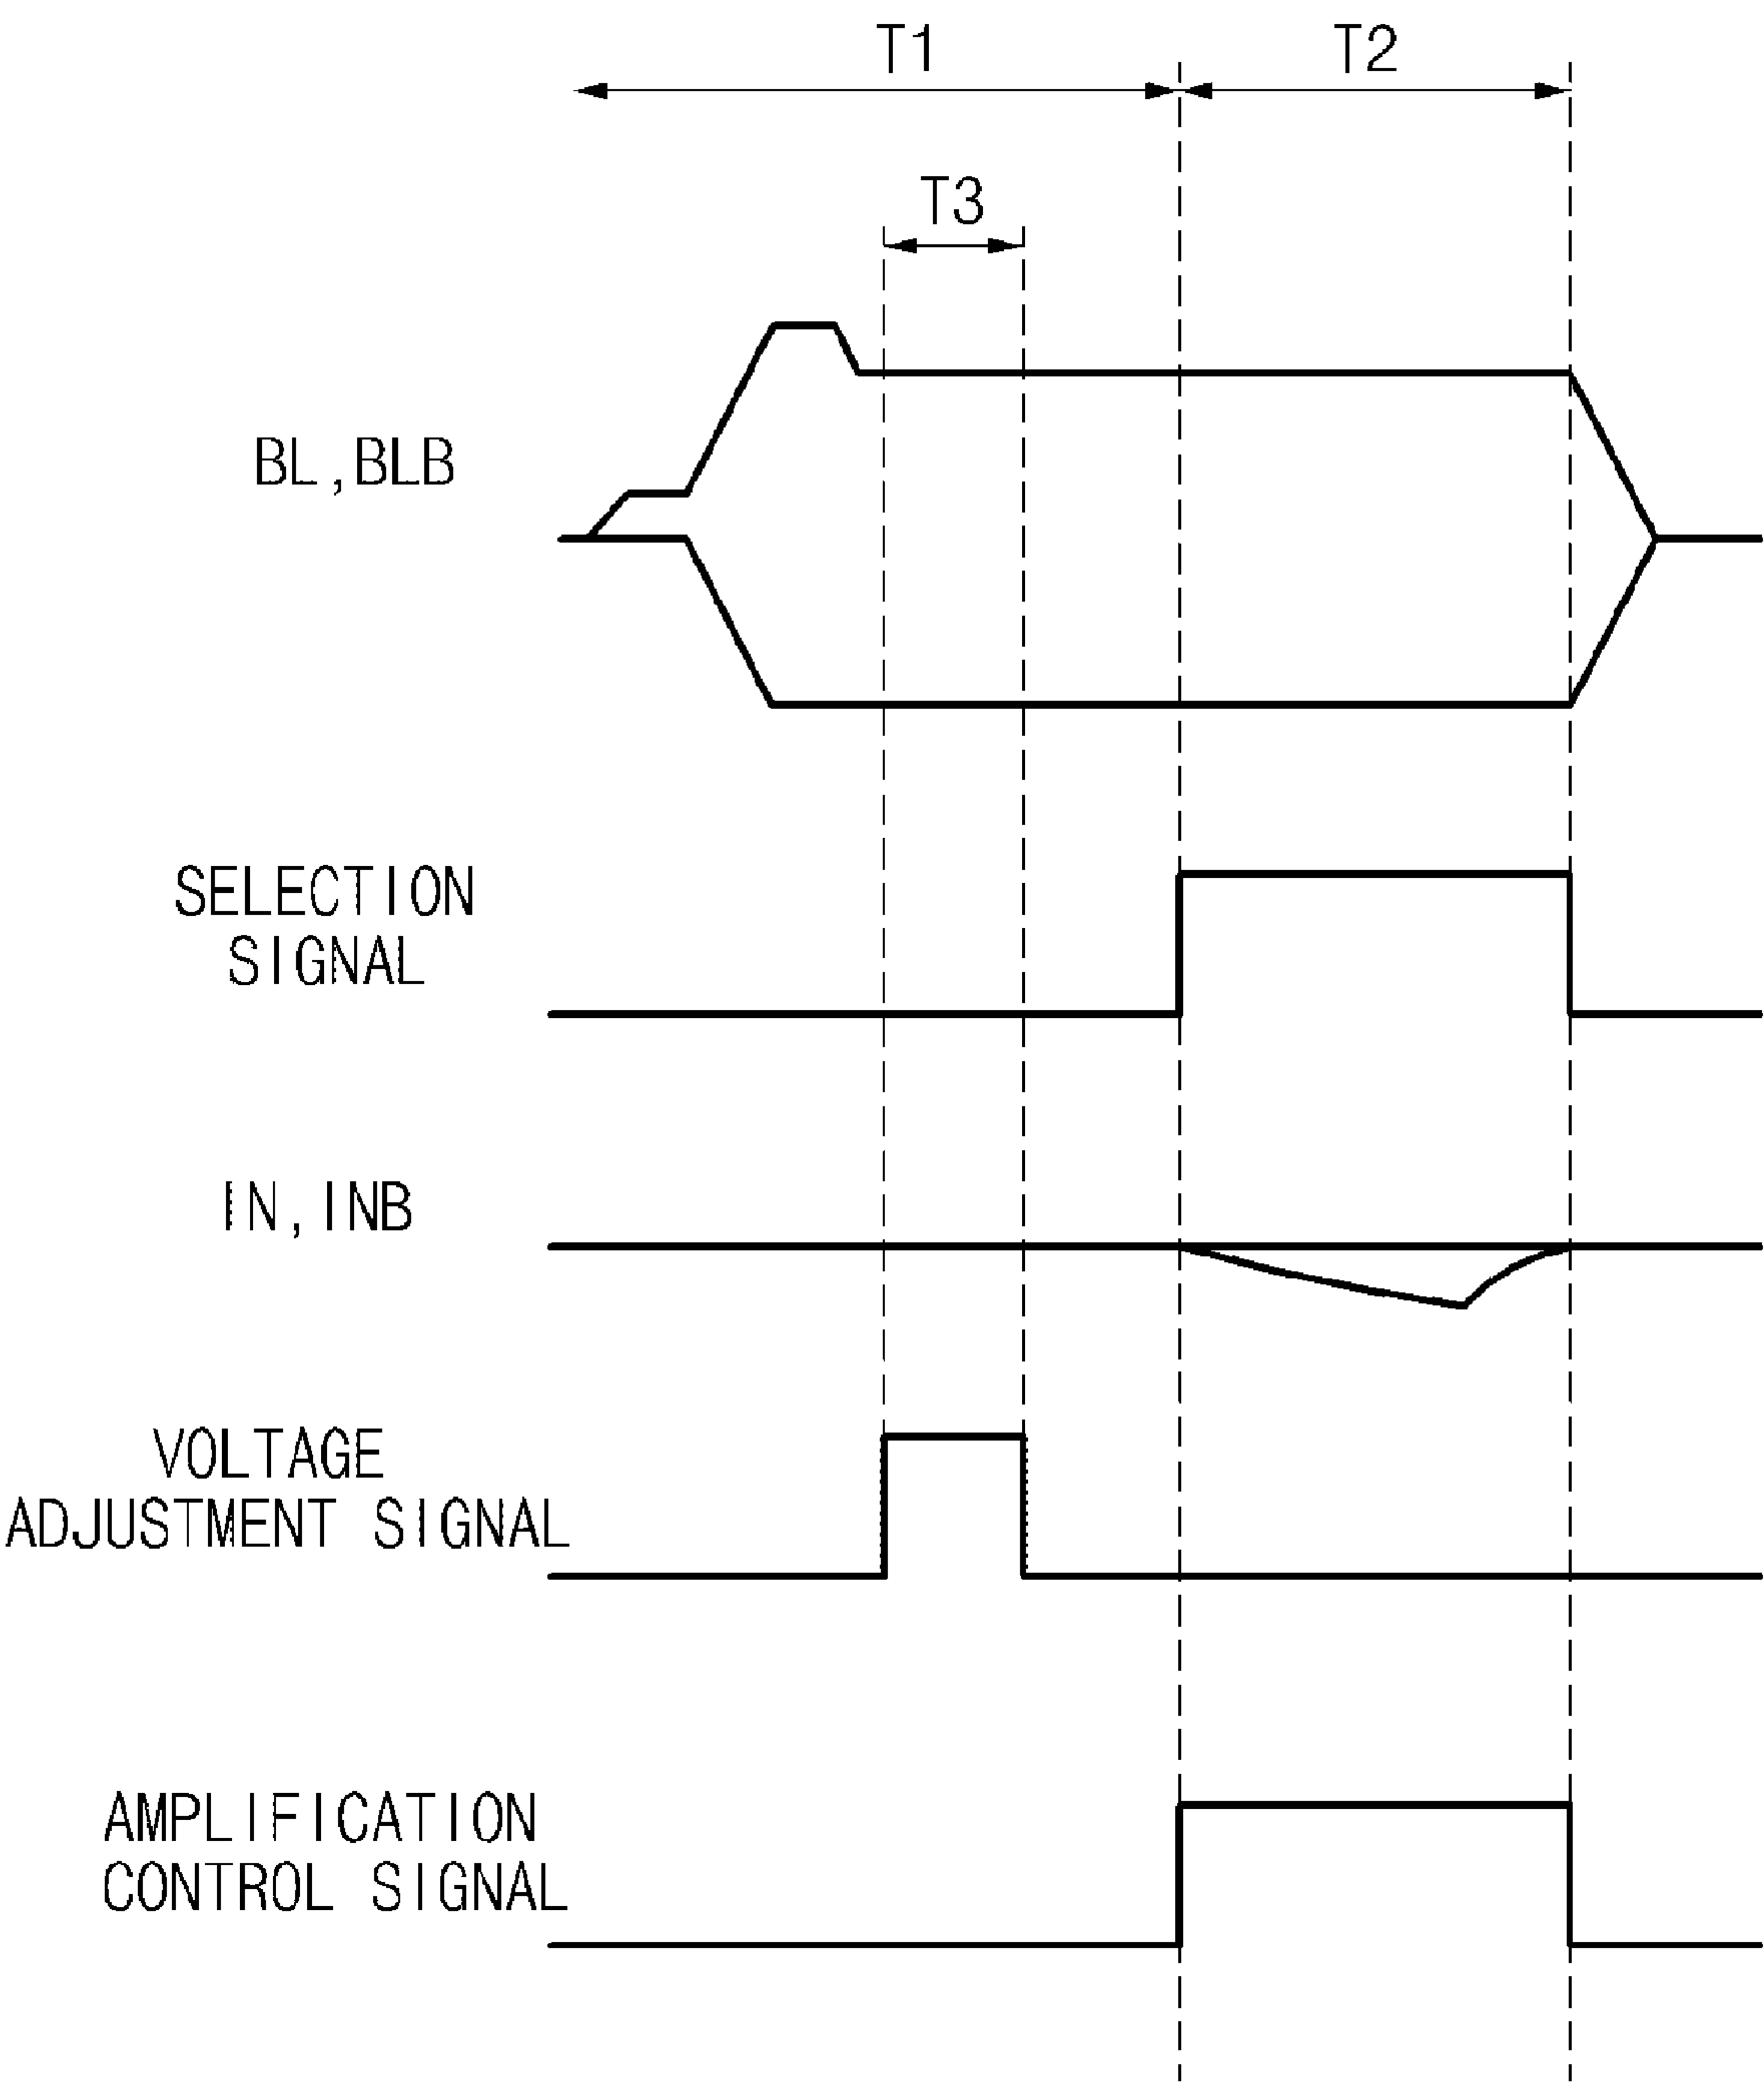 T1
T2
T3
BL,BLB
SELECTION
SIGNAL
IN,INB
VOLTAGE
ADJUSTMENT SIGNAL
AMPLIFICATION
CONTROL SIGNAL